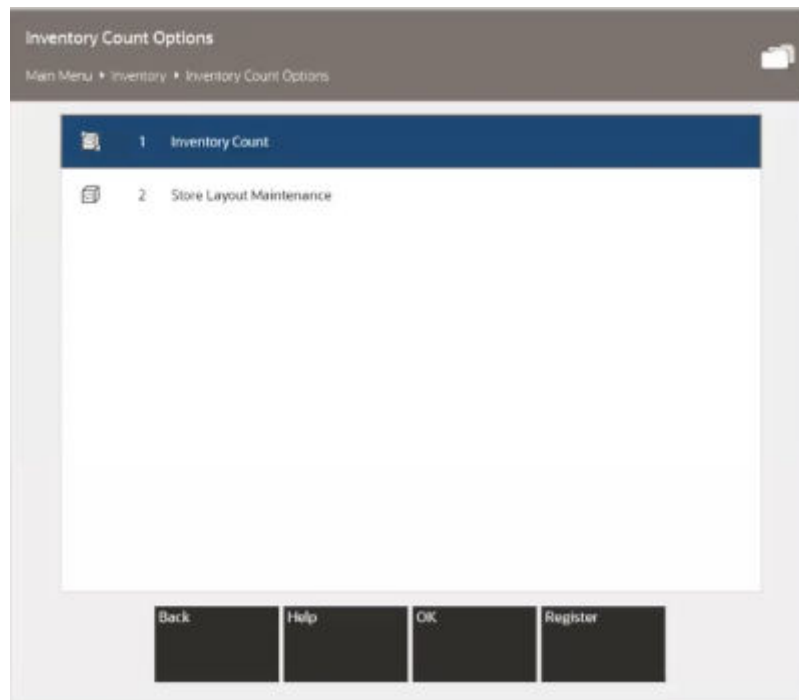 Inventory Count Options
Main Menu ▸ Inventory ▸ Inventory Count Options
1 Inventory Count
2 Store Layout Maintenance
Back Help OK Register